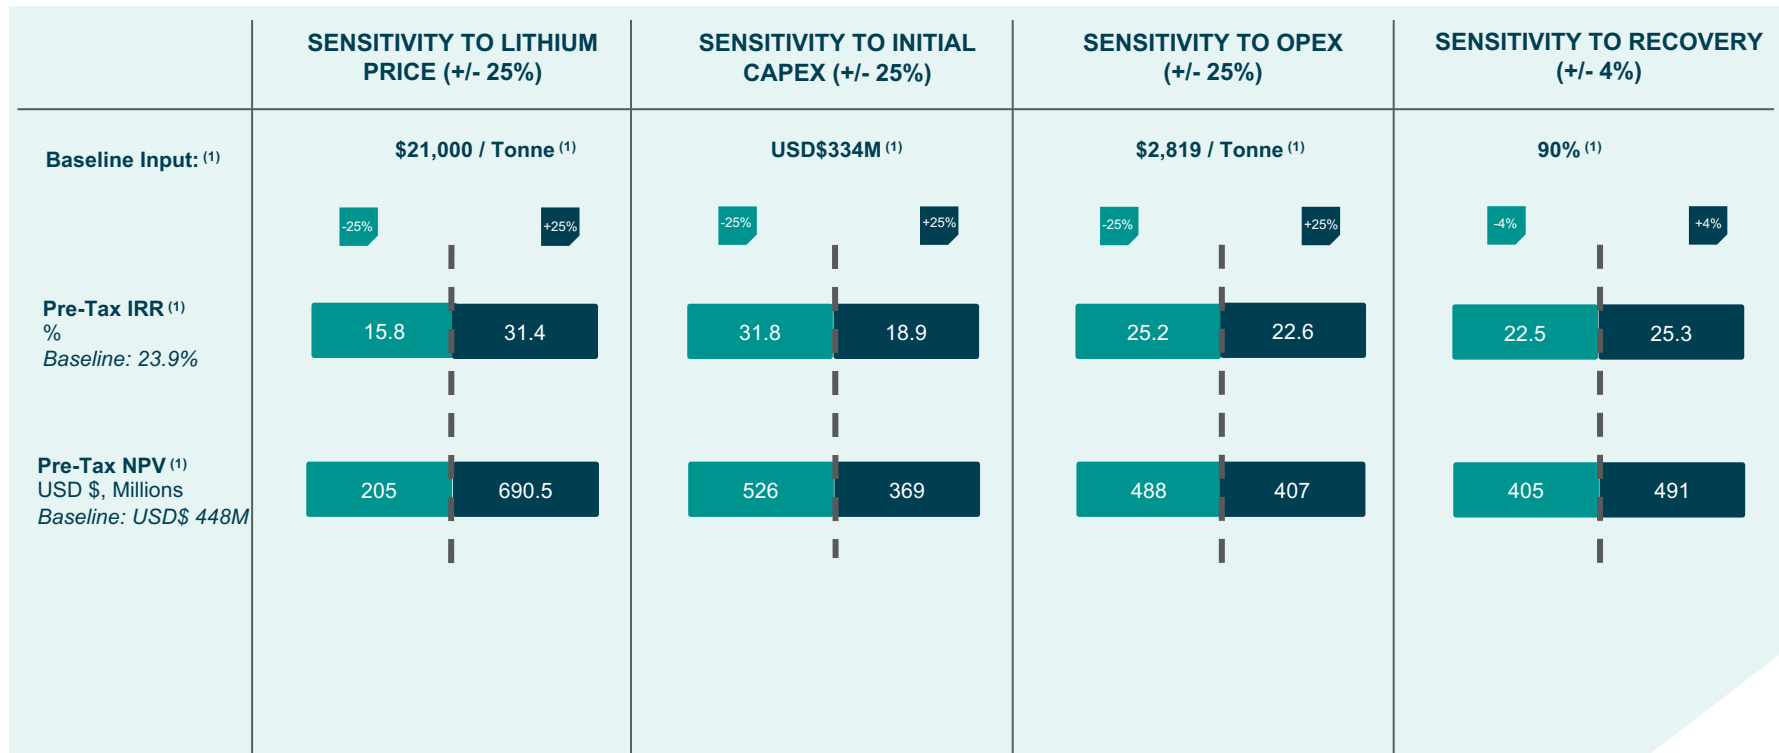 SENSITIVITY TO LITHIUM
PRICE (+/- 25%)
SENSITIVITY TO INITIAL
CAPEX (+/- 25%)
SENSITIVITY TO OPEX
(+/- 25%)
SENSITIVITY TO RECOVERY
(+/- 4%)
Baseline Input: (1)
$21,000 / Tonne (1)
USD$334M (1)
$2,819 / Tonne (1)
90% (1)
-25%
+25%
-25%
+25%
-25%
+25%
-4%
+4%
Pre-Tax IRR (1)
%
Baseline: 23.9%
15.8
31.4
31.8
18.9
25.2
22.6
22.5
25.3
Pre-Tax NPV (1)
USD $, Millions
Baseline: USD$ 448M
205
690.5
526
369
488
407
405
491